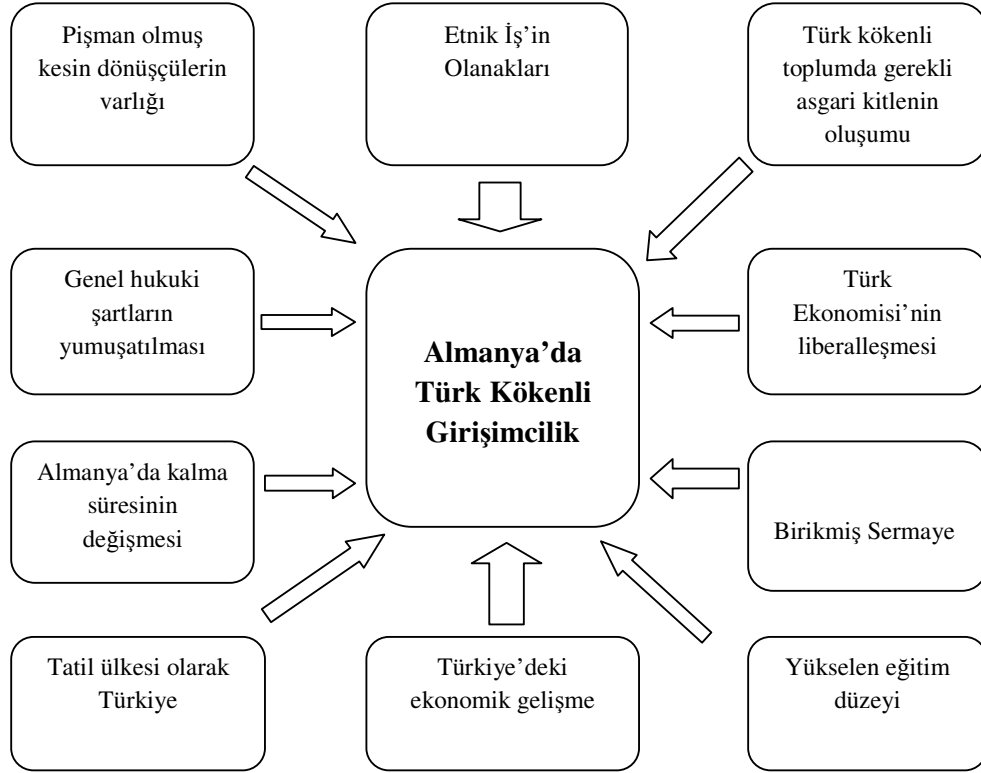 Pişman olmuş
kesin dönüşçülerin
varlığı
Etnik İş’in
Olanakları
Türk kökenli
toplumda gerekli
asgari kitlenin
oluşumu
Genel hukuki
şartların
yumuşatılması
Almanya’da
Türk Kökenli
Girişimcilik
Türk
Ekonomisi’nin
liberalleşmesi
Almanya’da kalma
süresinin
değişmesi
Birikmiş Sermaye
Tatil ülkesi olarak
Türkiye
Türkiye’deki
ekonomik gelişme
Yükselen eğitim
düzeyi